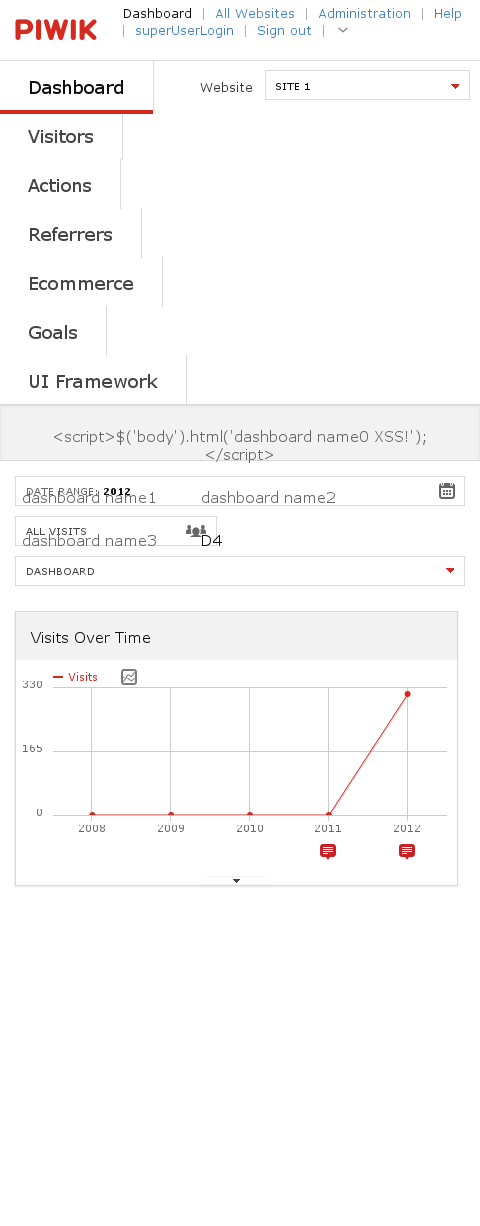 PIWIK
Dashboard | All Websites | Administration | Help
| superUserLogin | Sign out |
Dashboard
Website SITE 1
Visitors
Actions
Referrers
Ecommerce
Goals
UI Framework
<script>$('body').html('dashboard name0 XSS!');
</script>
DATE RANGE: 2012
dashboard name1 dashboard name2
ALL VISITS
dashboard name3 D4
DASHBOARD
Visits Over Time
Visits
330
165
0
2008 2009 2010 2011 2012